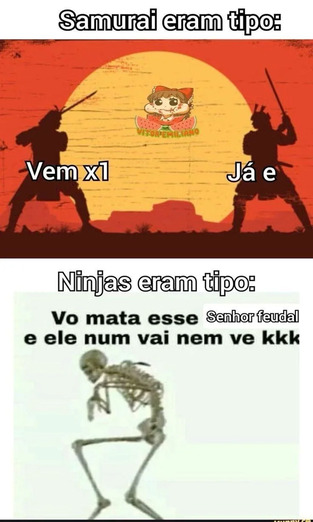 Samurai eram tipo:
VITOREMILIANO
Vem x1
Já e
Ninjas eram tipo:
Vo mata esse Senhor feudal
e ele num vai nem ve kkk